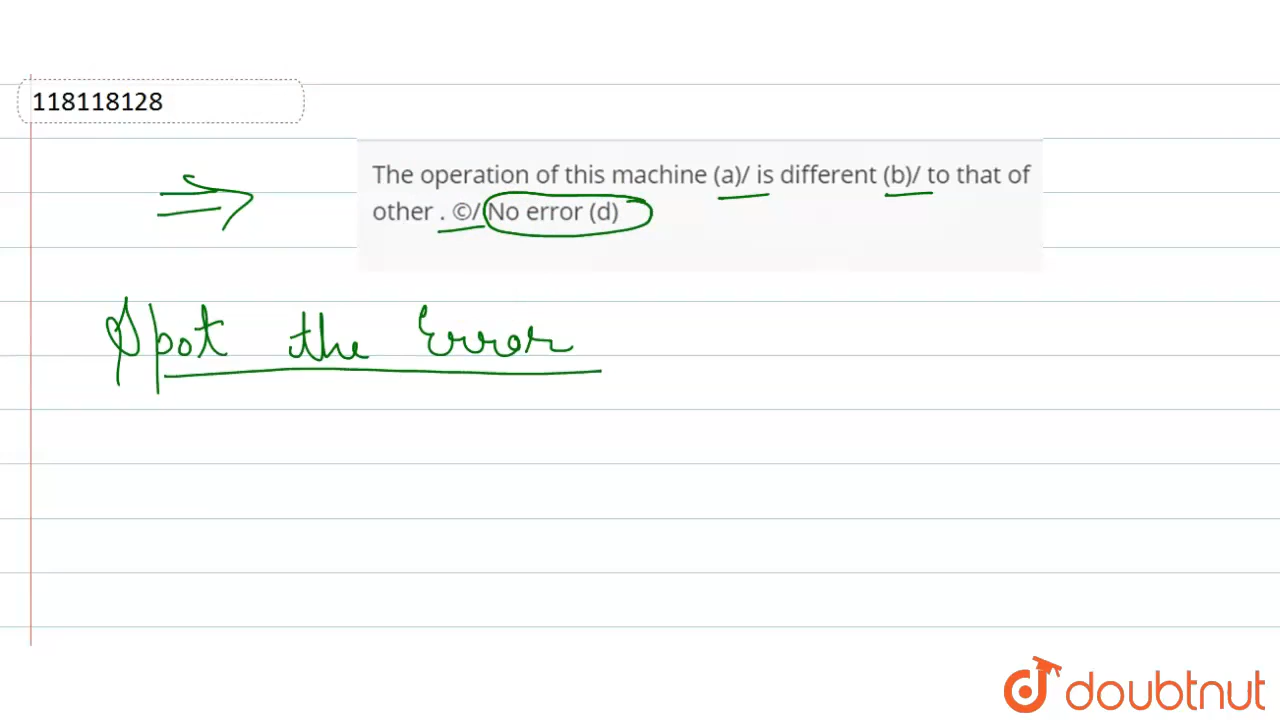 118118128
The operation of this machine (a)/ is different (b)/ to that of
other . ©/ No error (d)
Spot the Error
doubtnut